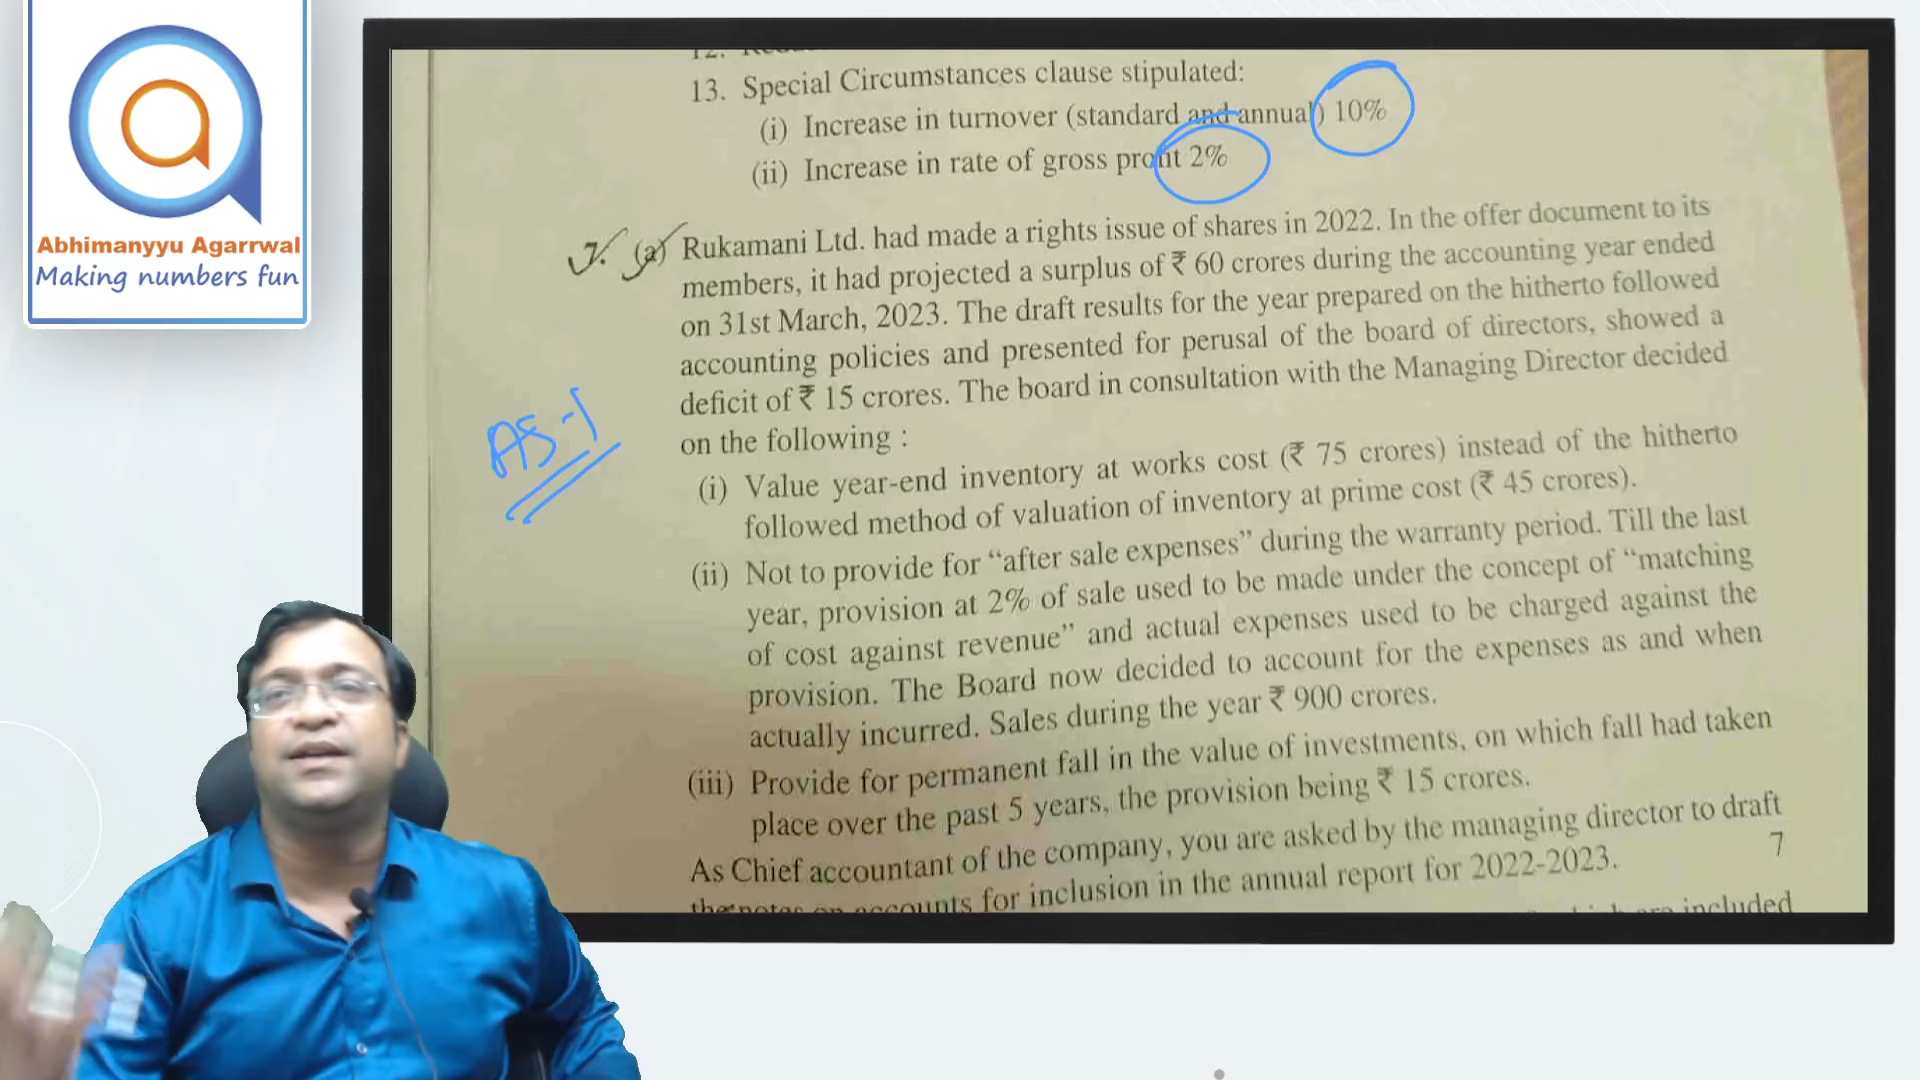 Abhimanyyu Agarrwal
Making numbers fun
13. Special Circumstances clause stipulated:
(i) Increase in turnover (standard and annual) 10%
(ii) Increase in rate of gross profit 2%
7. (a) Rukamani Ltd. had made a rights issue of shares in 2022. In the offer document to its
members, it had projected a surplus of ₹ 60 crores during the accounting year ended
on 31st March, 2023. The draft results for the year prepared on the hitherto followed
accounting policies and presented for perusal of the board of directors, showed a
deficit of ₹ 15 crores. The board in consultation with the Managing Director decided
on the following :
AS-1
(i) Value year-end inventory at works cost (₹ 75 crores) instead of the hitherto
followed method of valuation of inventory at prime cost (₹ 45 crores).
(ii) Not to provide for “after sale expenses” during the warranty period. Till the last
year, provision at 2% of sale used to be made under the concept of “matching
of cost against revenue” and actual expenses used to be charged against the
provision. The Board now decided to account for the expenses as and when
actually incurred. Sales during the year ₹ 900 crores.
(iii) Provide for permanent fall in the value of investments, on which fall had taken
place over the past 5 years, the provision being ₹ 15 crores.
As Chief accountant of the company, you are asked by the managing director to draft
the notes on accounts for inclusion in the annual report for 2022-2023.
7
included